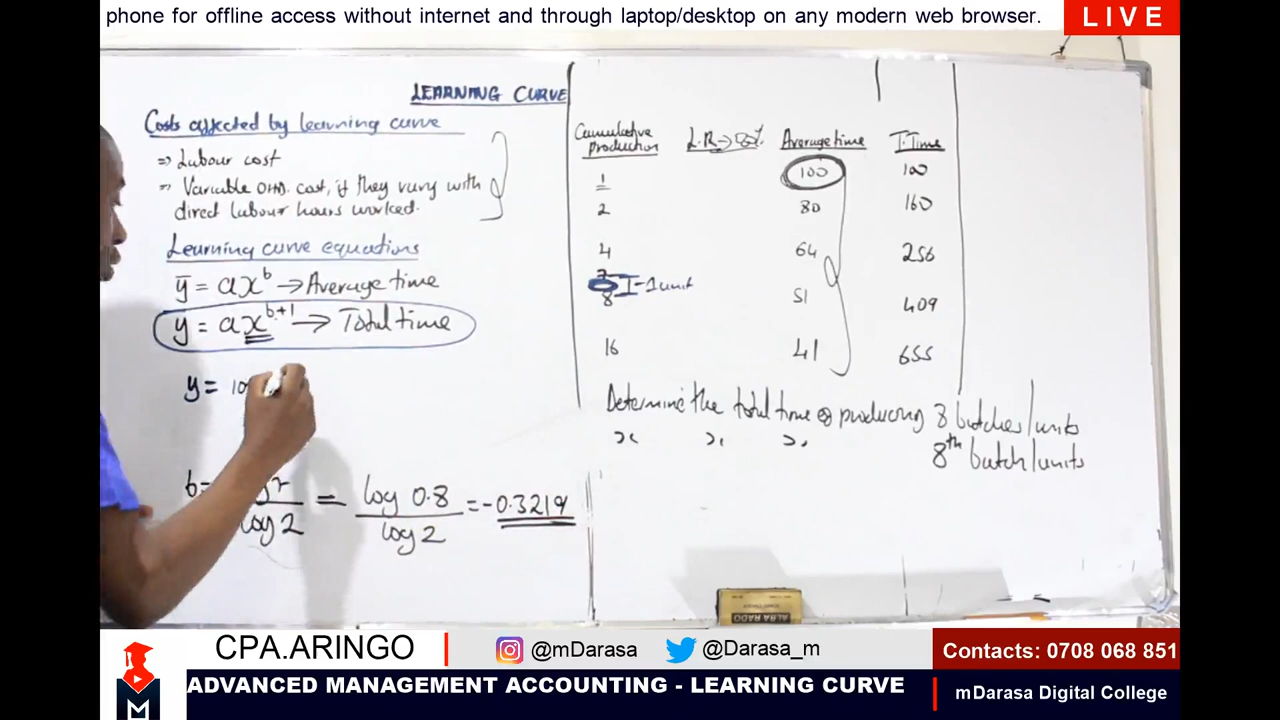 phone for offline access without internet and through laptop/desktop on any modern web browser.
LIVE
LEARNING CURVE
Costs affected by learning curve
⇒ Labour cost
⇒ Variable OHD. cost, if they vary with
direct labour hours worked.
Learning curve equations
ȳ = ax^b → Average time
y = ax^(b+1) → Total time
y = 10
b=
log 2
= log 0.8
log 2
= -0.3219
Cumulative production L.R → 80% Average time T. Time
1 100 100
2 80 160
4 64 256
7
I - 1 unit
8 51 409
16 41 655
Determine the total time of producing 8 batches/units
8th batch/units
CPA.ARINGO
@mDarasa
@Darasa_m
Contacts: 0708 068 851
ADVANCED MANAGEMENT ACCOUNTING - LEARNING CURVE
mDarasa Digital College
M